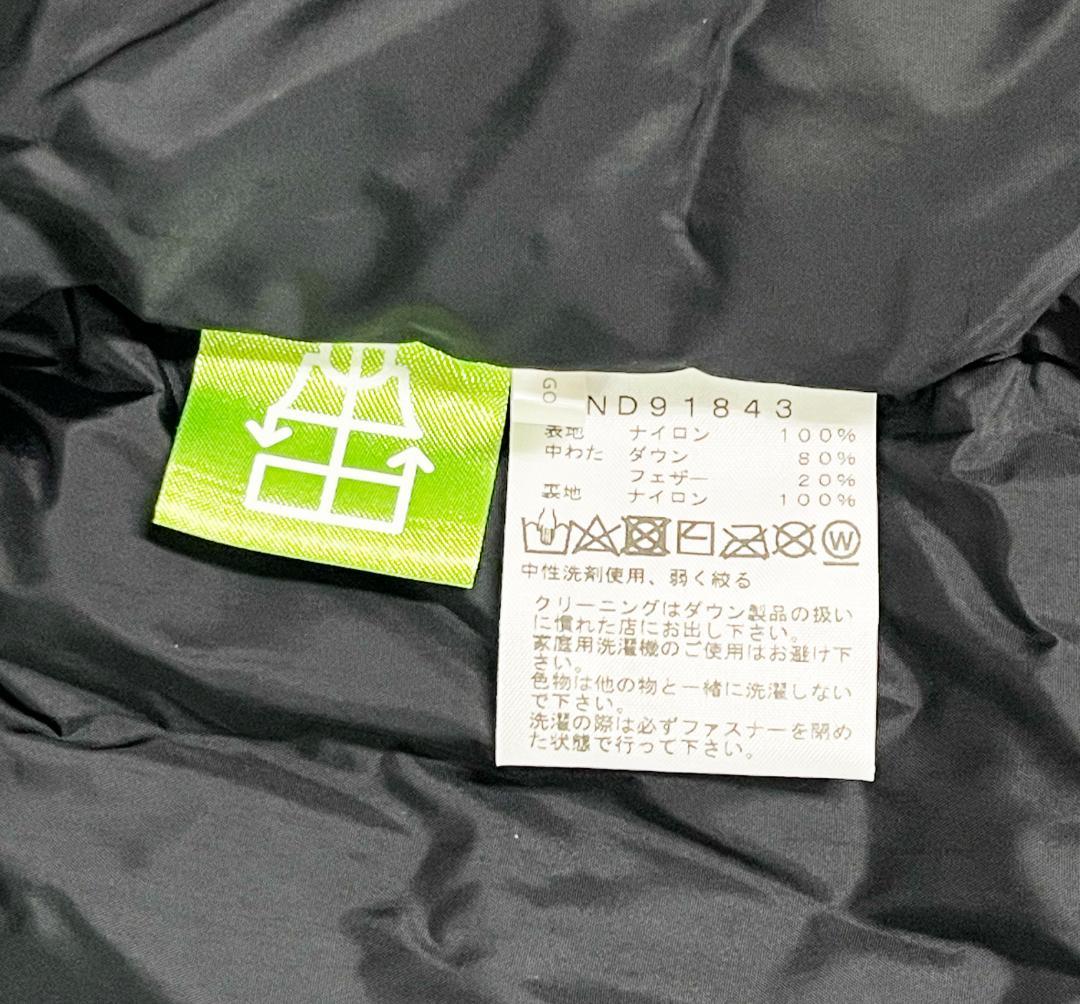 GO
ND91843
表地 ナイロン 100%
中わた ダウン 80%
フェザー 20%
裏地 ナイロン 100%
W
中性洗剤使用、弱く絞る
クリーニングはダウン製品の扱い
に慣れた店にお出し下さい。
家庭用洗濯機のご使用はお避け下
さい。
色物は他の物と一緒に洗濯しない
で下さい。
洗濯の際は必ずファスナーを閉め
た状態で行って下さい。